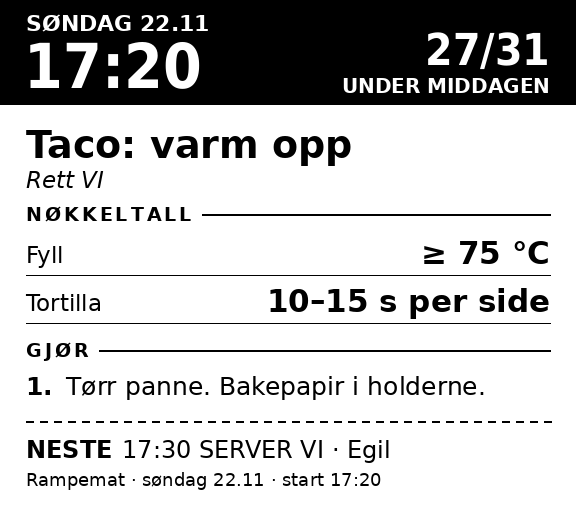 SØNDAG 22.11
17:20
27/31
UNDER MIDDAGEN
Taco: varm opp
Rett VI
NØKKELTALL
Fyll ≥ 75 °C
Tortilla 10–15 s per side
GJØR
1. Tørr panne. Bakepapir i holderne.
NESTE 17:30 SERVER VI · Egil
Rampemat · søndag 22.11 · start 17:20